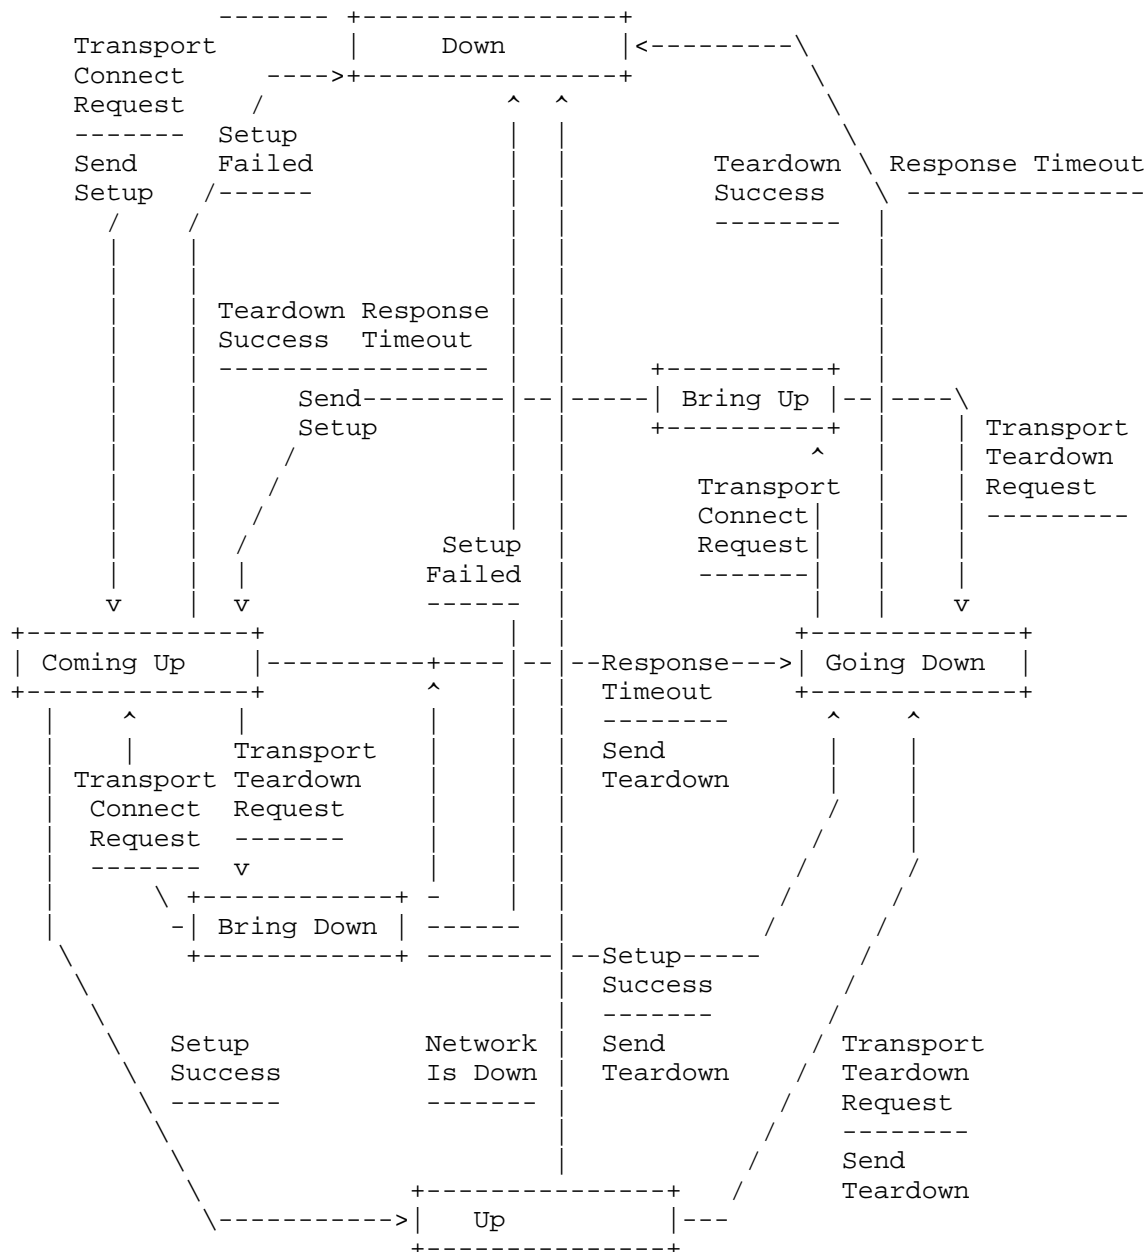 Down
Transport
Connect
Request
Send
Setup
Setup
Failed
Teardown
Success
Response Timeout
Teardown Response
Success Timeout
Send
Setup
Bring Up
Transport
Teardown
Request
Transport
Connect
Request
Setup
Failed
Coming Up
Response
Timeout
Send
Teardown
Going Down
Transport
Connect
Request
Transport
Teardown
Request
Bring Down
Setup
Success
Send
Teardown
Setup
Success
Network
Is Down
Transport
Teardown
Request
Send
Teardown
Up